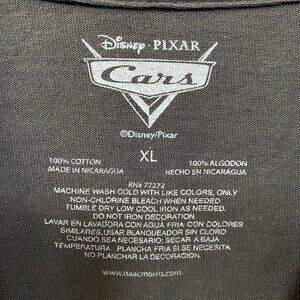 Disney · PIXAR
Cars
©Disney/Pixar
XL
100% COTTON 100% ALGODON
MADE IN NICARAGUA HECHO EN NICARAGUA
RN# 77372
MACHINE WASH COLD WITH LIKE COLORS, ONLY
NON-CHLORINE BLEACH WHEN NEEDED
TUMBLE DRY LOW COOL IRON AS NEEDED.
DO NOT IRON DECORATION.
LAVAR EN LAVADORA CON AGUA FRIA CON COLORES
SIMILARES, USAR BLANQUEADOR SIN CLORO
CUANDO SEA NECESARIO; SECAR A BAJA
TEMPERATURA. PLANCHA FRIA SI SE NECESITA.
NO PLANCHAR LA DECORACION.
www.isaacmorris.com